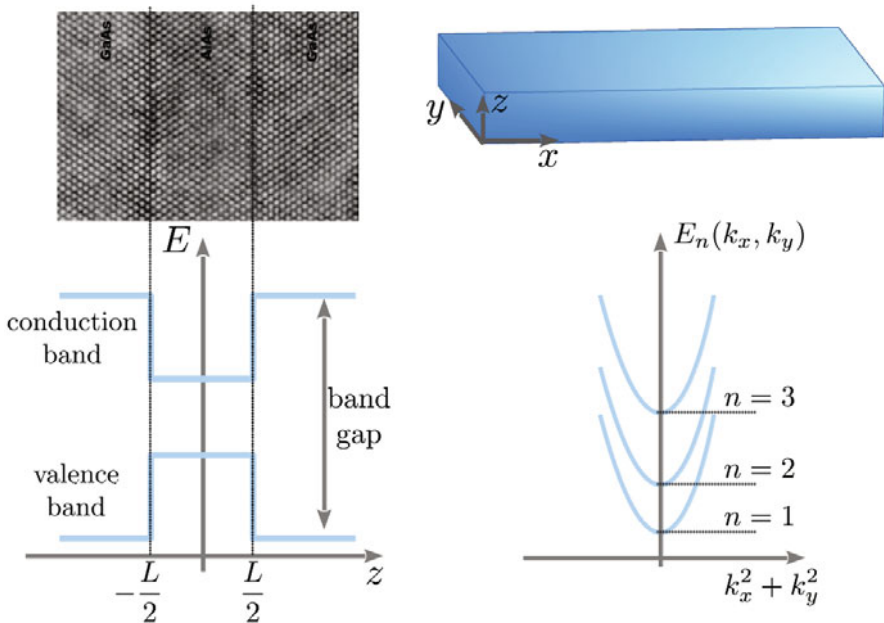 GaAs
AlAs
GaAs
y
z
x
E
conduction
band
valence
band
band
gap
z
-L/2
L/2
E_n(k_x, k_y)
n = 3
n = 2
n = 1
k_x^2 + k_y^2